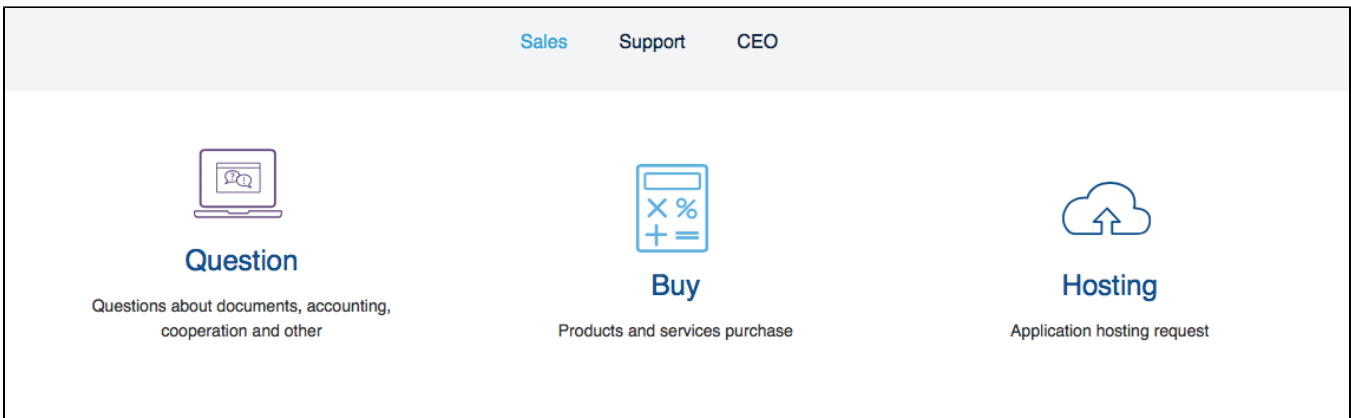 Sales Support CEO
Question
Questions about documents, accounting,
cooperation and other
Buy
Products and services purchase
Hosting
Application hosting request